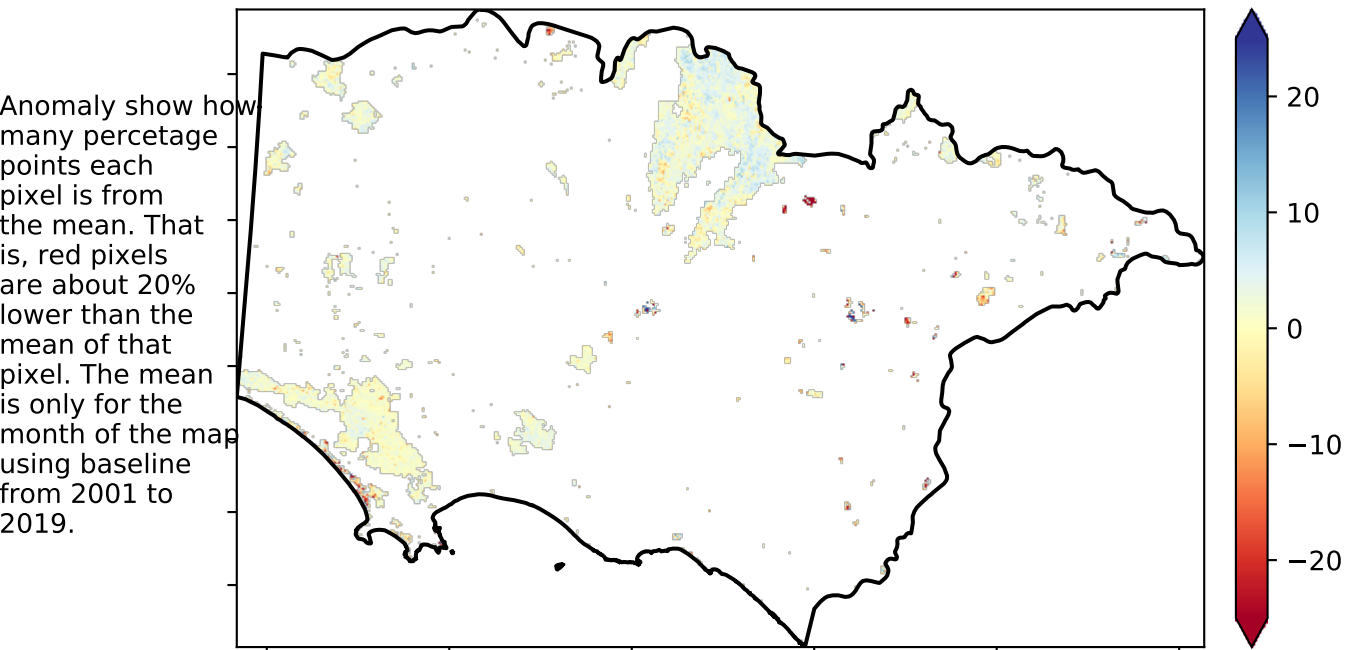 Anomaly show how
many percetage
points each
pixel is from
the mean. That
is, red pixels
are about 20%
lower than the
mean of that
pixel. The mean
is only for the
month of the map
using baseline
from 2001 to
2019.
20
10
0
−10
−20